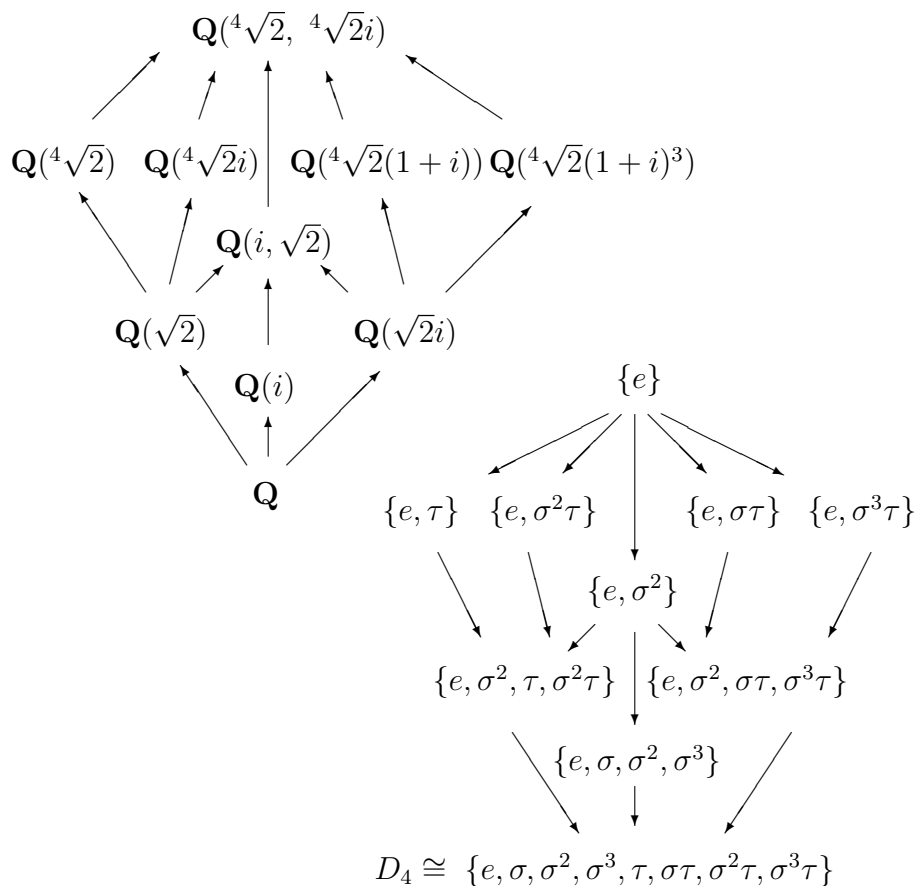 Q(⁴√2, ⁴√2i)
Q(⁴√2) Q(⁴√2i) Q(⁴√2(1 + i)) Q(⁴√2(1 + i)³)
Q(i, √2)
Q(√2) Q(√2i)
Q(i)
{e}
Q
{e, τ} {e, σ²τ} {e, στ} {e, σ³τ}
{e, σ²}
{e, σ², τ, σ²τ} {e, σ², στ, σ³τ}
{e, σ, σ², σ³}
D₄ ≅ {e, σ, σ², σ³, τ, στ, σ²τ, σ³τ}